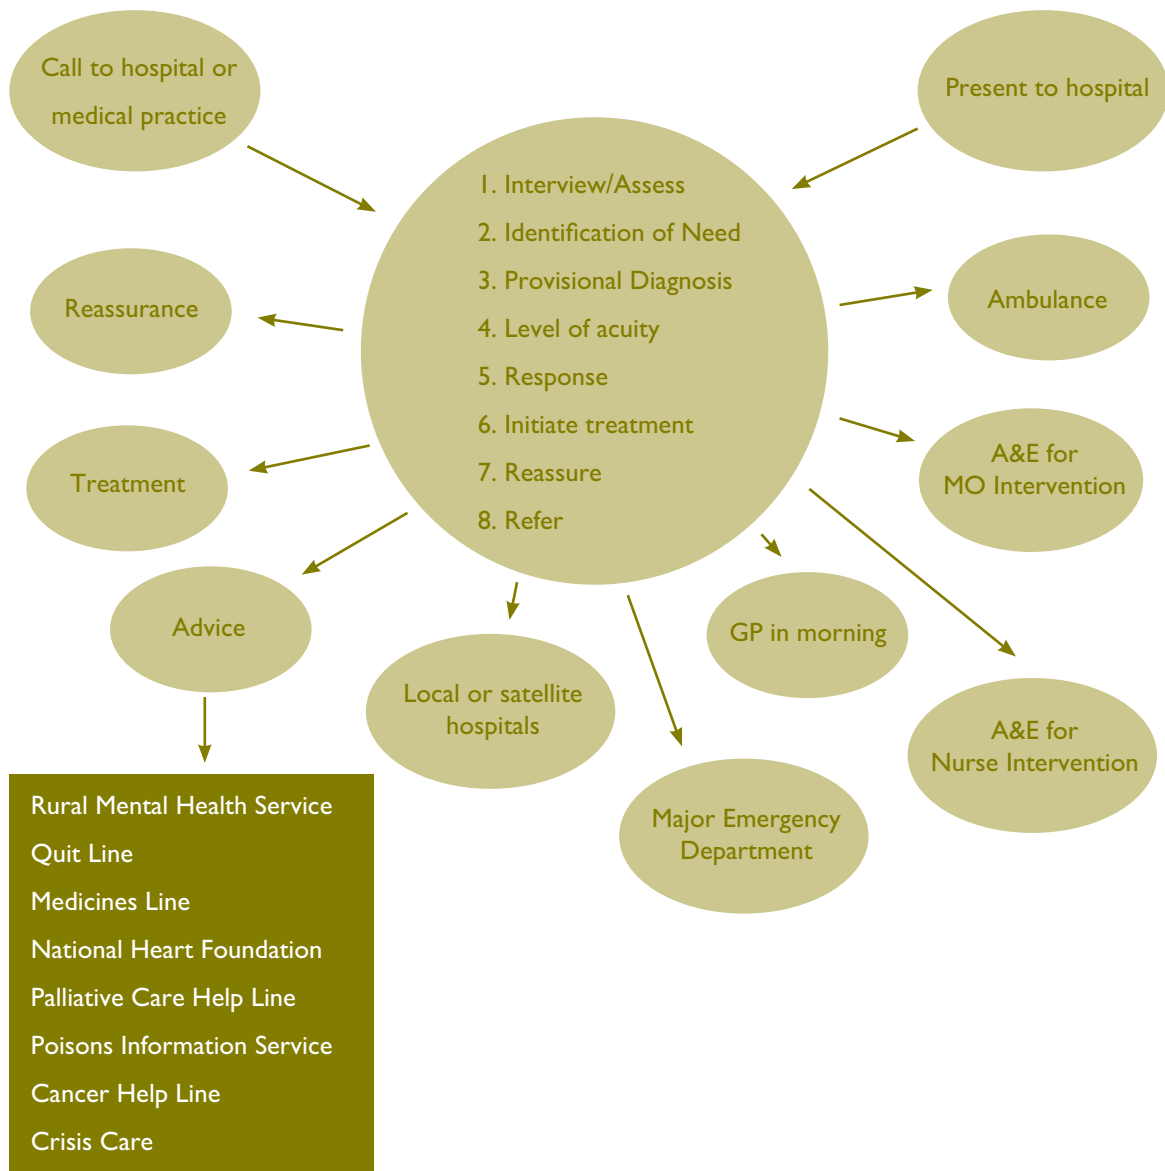 Call to hospital or
medical practice
Present to hospital
1. Interview/Assess
2. Identification of Need
3. Provisional Diagnosis
4. Level of acuity
5. Response
6. Initiate treatment
7. Reassure
8. Refer
Reassurance
Ambulance
Treatment
A&E for
MO Intervention
Advice
GP in morning
Local or satellite
hospitals
A&E for
Nurse Intervention
Major Emergency
Department
Rural Mental Health Service
Quit Line
Medicines Line
National Heart Foundation
Palliative Care Help Line
Poisons Information Service
Cancer Help Line
Crisis Care